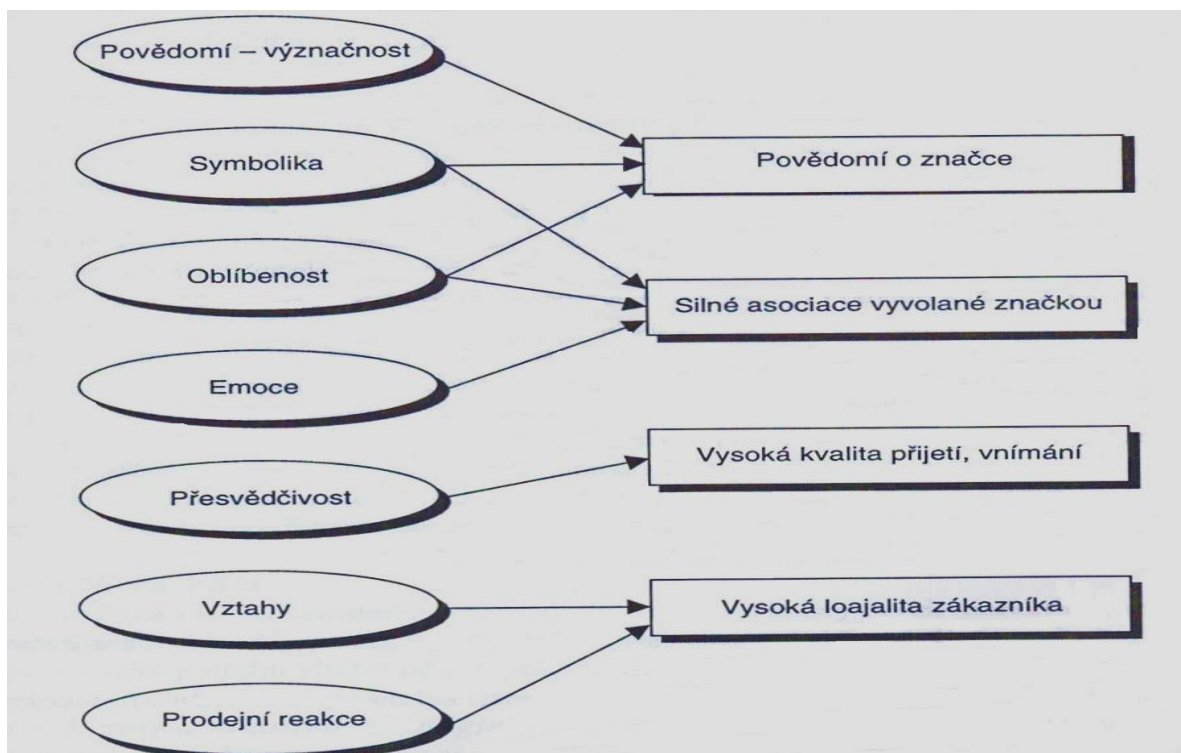 Povědomí – význačnost
Symbolika
Povědomí o značce
Oblíbenost
Silné asociace vyvolané značkou
Emoce
Vysoká kvalita přijetí, vnímání
Přesvědčivost
Vztahy
Vysoká loajalita zákazníka
Prodejní reakce